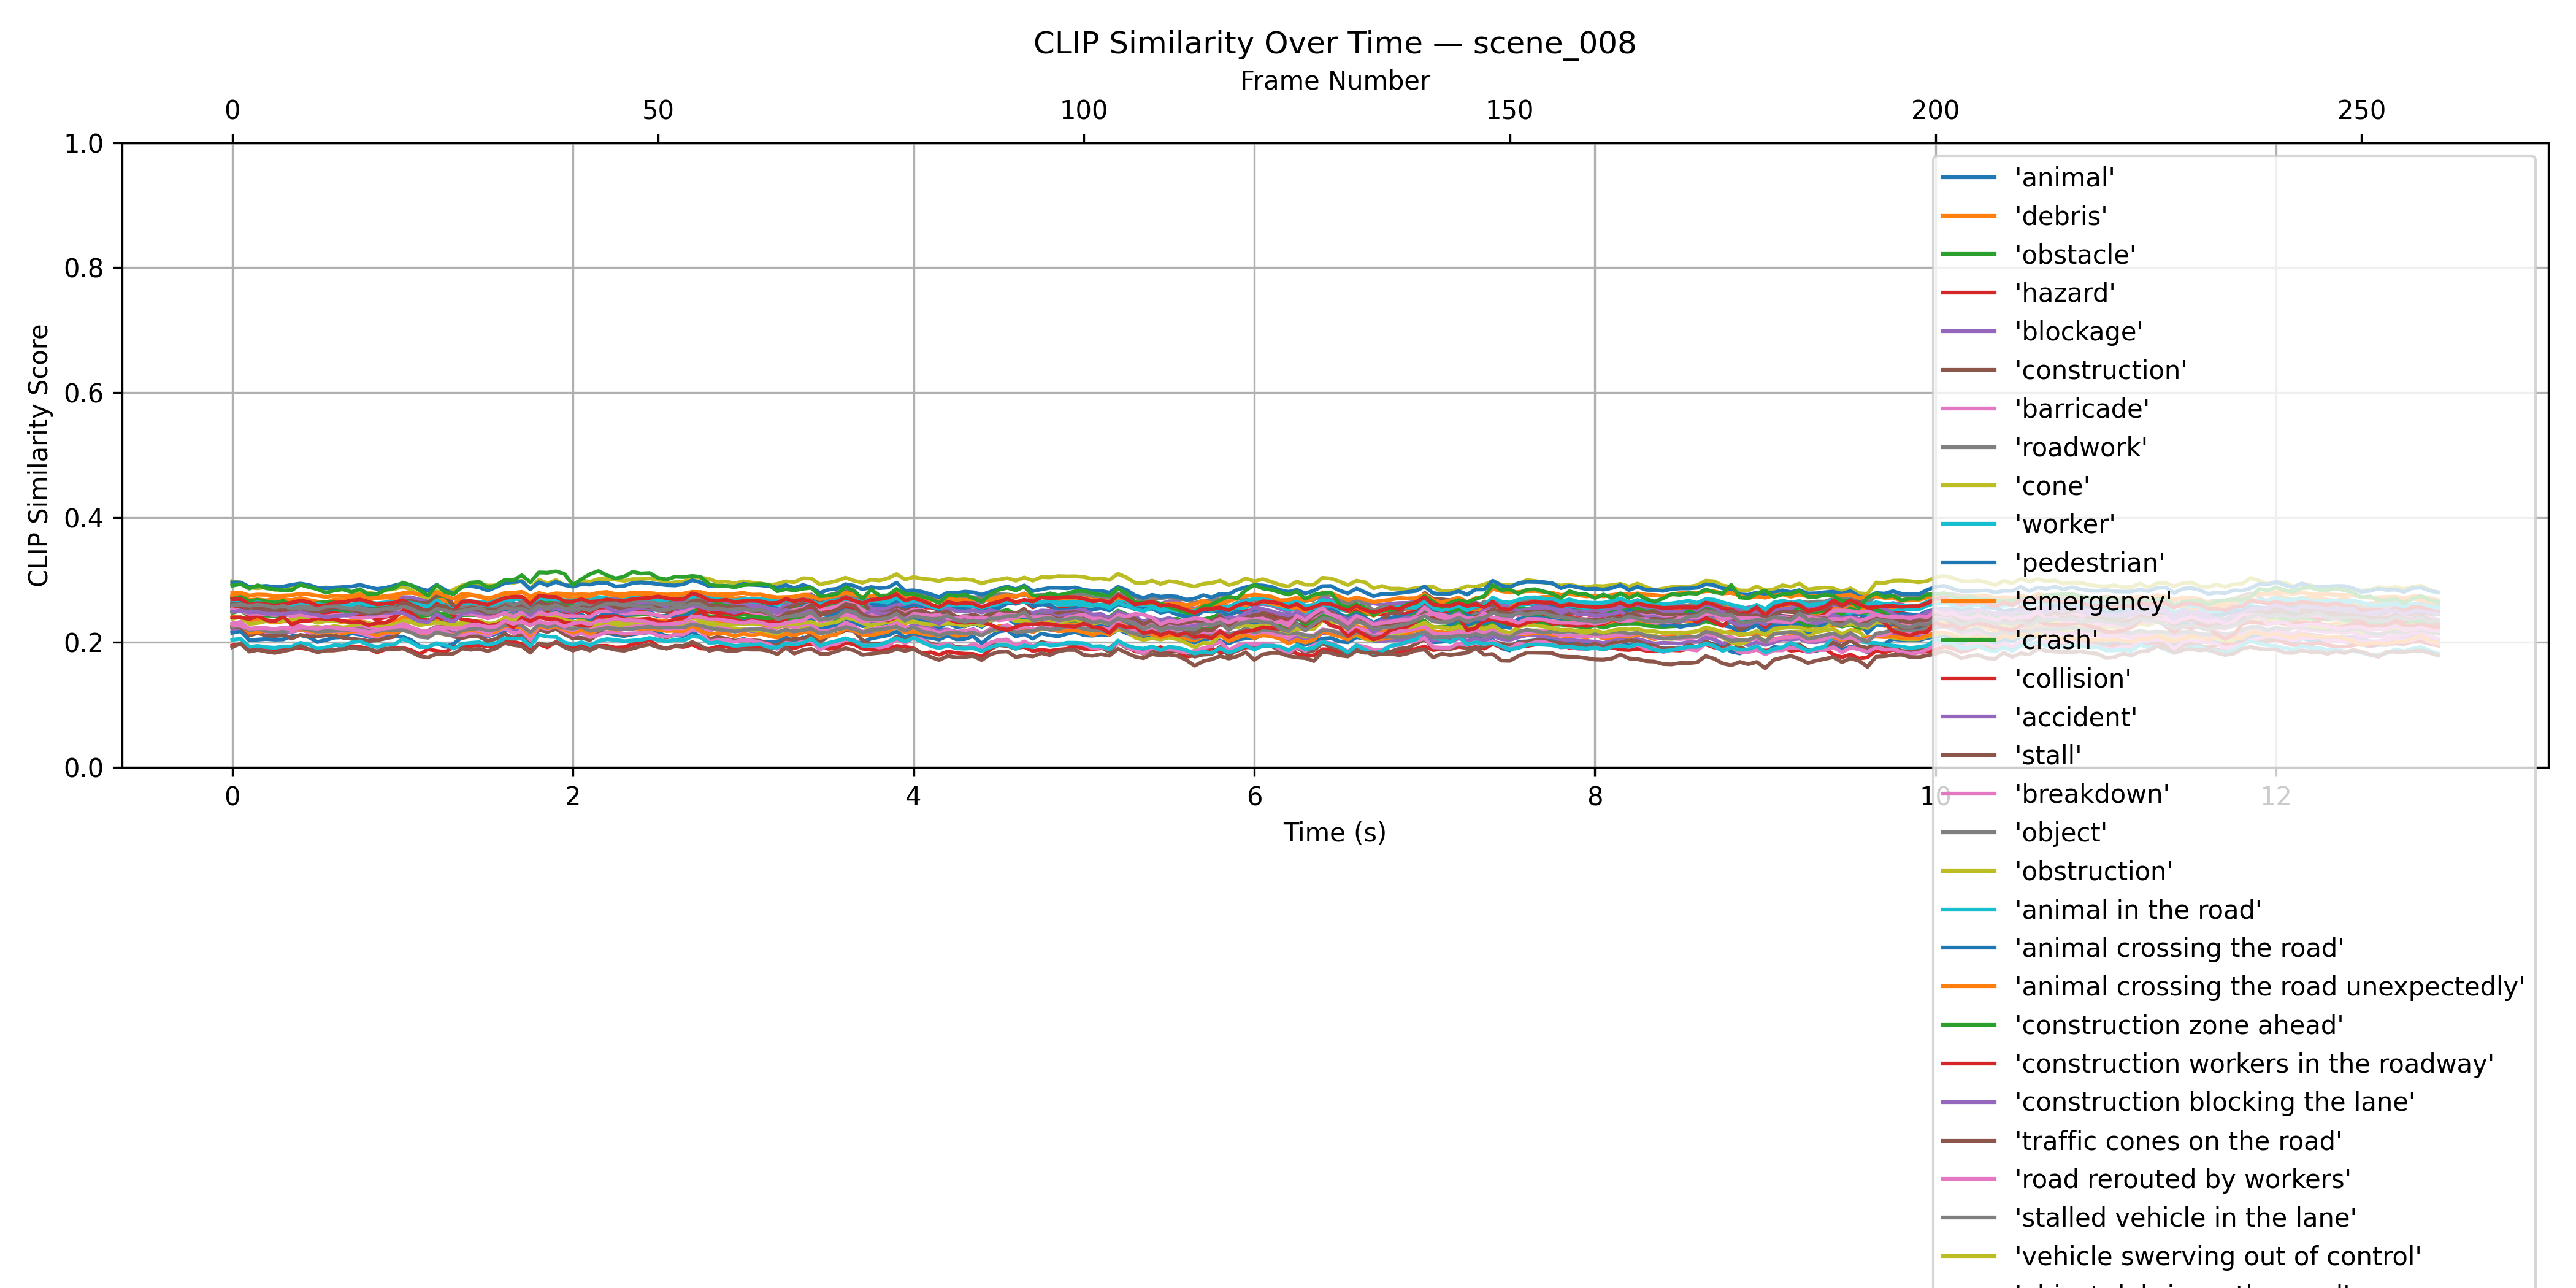 CLIP Similarity Over Time — scene_008
Frame Number
0 50 100 150 200 250
1.0
0.8
0.6
0.4
0.2
0.0
CLIP Similarity Score
0 2 4 6 8 10 12
Time (s)
'animal'
'debris'
'obstacle'
'hazard'
'blockage'
'construction'
'barricade'
'roadwork'
'cone'
'worker'
'pedestrian'
'emergency'
'crash'
'collision'
'accident'
'stall'
'breakdown'
'object'
'obstruction'
'animal in the road'
'animal crossing the road'
'animal crossing the road unexpectedly'
'construction zone ahead'
'construction workers in the roadway'
'construction blocking the lane'
'traffic cones on the road'
'road rerouted by workers'
'stalled vehicle in the lane'
'vehicle swerving out of control'